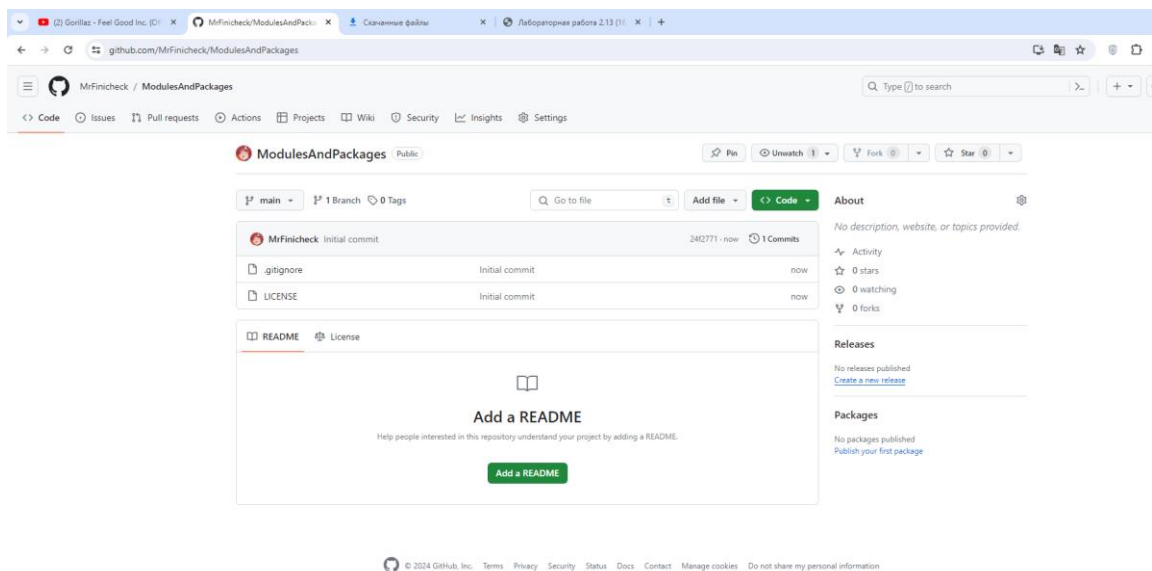 (2) Gorillaz - Feel Good Inc. (Of
MrFinicheck/ModulesAndPacka
Скачанные файлы
Лабораторная работа 2.13 (16
github.com/MrFinicheck/ModulesAndPackages
MrFinicheck / ModulesAndPackages
Type / to search
Code Issues Pull requests Actions Projects Wiki Security Insights Settings
ModulesAndPackages Public
Pin Unwatch 1 Fork 0 Star 0
main 1 Branch 0 Tags Go to file t Add file Code
About
No description, website, or topics provided.
MrFinicheck Initial commit 24f2771 · now 1 Commits
.gitignore Initial commit now
LICENSE Initial commit now
Activity
0 stars
0 watching
0 forks
README License
Add a README
Help people interested in this repository understand your project by adding a README.
Add a README
Releases
No releases published
Create a new release
Packages
No packages published
Publish your first package
© 2024 GitHub, Inc. Terms Privacy Security Status Docs Contact Manage cookies Do not share my personal information